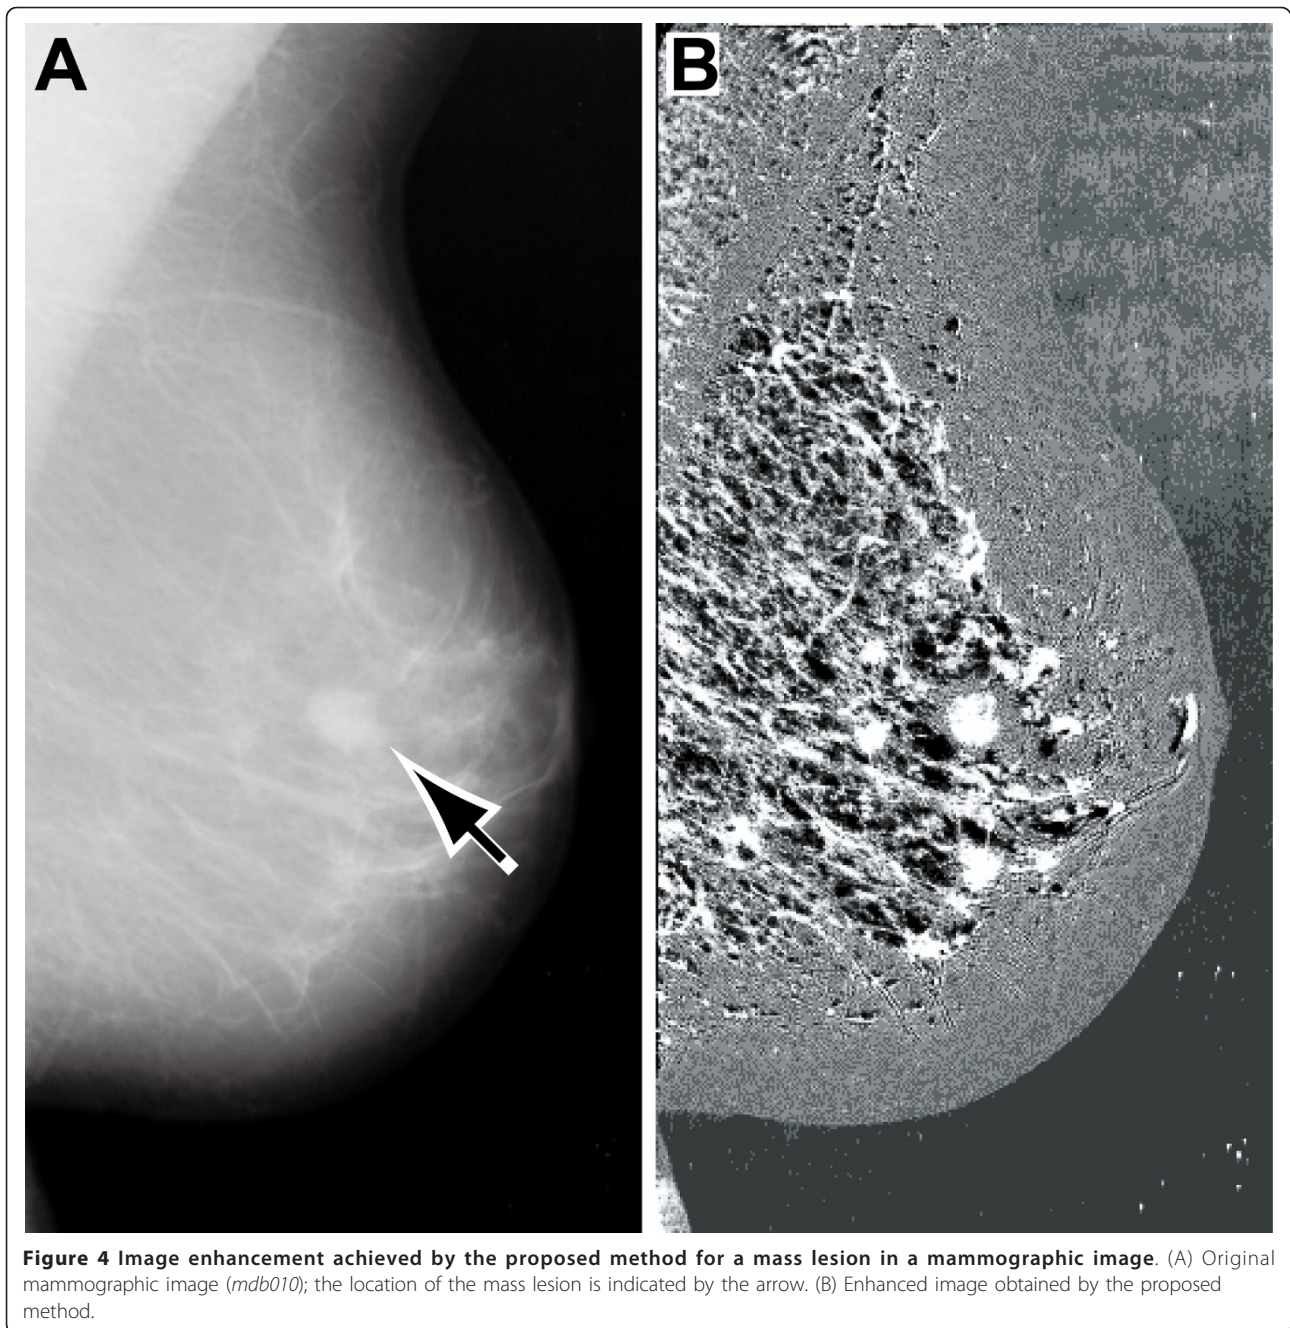 A
B
Figure 4 Image enhancement achieved by the proposed method for a mass lesion in a mammographic image. (A) Original
mammographic image (mdb010); the location of the mass lesion is indicated by the arrow. (B) Enhanced image obtained by the proposed
method.